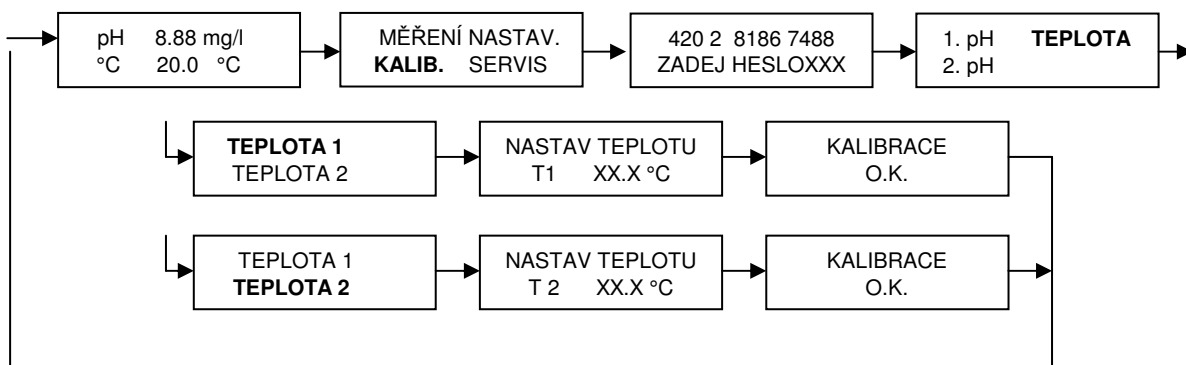 pH 8.88 mg/l
°C 20.0 °C
MĚŘENÍ NASTAV.
KALIB. SERVIS
420 2 8186 7488
ZADEJ HESLOXXX
1. pH TEPLOTA
2. pH
TEPLOTA 1
TEPLOTA 2
NASTAV TEPLOTU
T1 XX.X °C
KALIBRACE
O.K.
TEPLOTA 1
TEPLOTA 2
NASTAV TEPLOTU
T 2 XX.X °C
KALIBRACE
O.K.